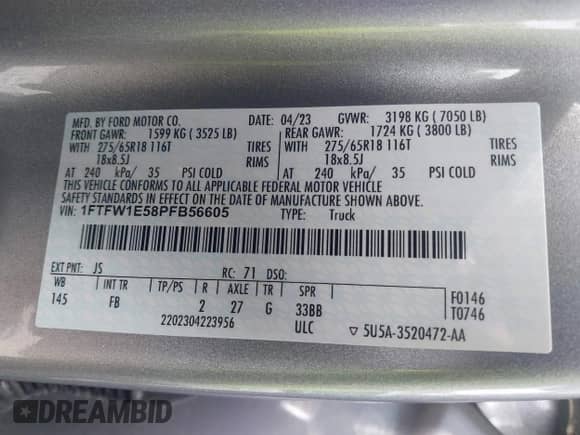 MFD. BY FORD MOTOR CO. DATE: 04/23 GVWR: 3198 KG ( 7050 LB)
FRONT GAWR: 1599 KG ( 3525 LB) REAR GAWR: 1724 KG ( 3800 LB)
WITH 275/65R18 116T TIRES WITH 275/65R18 116T TIRES
18x8.5J RIMS 18x8.5J RIMS
AT 240 kPa/ 35 PSI COLD AT 240 kPa/ 35 PSI COLD
THIS VEHICLE CONFORMS TO ALL APPLICABLE FEDERAL MOTOR VEHICLE
SAFETY STANDARDS IN EFFECT ON THE DATE OF MANUFACTURE SHOWN ABOVE.
VIN: 1FTFW1E58PFB56605 TYPE: Truck
EXT PNT: JS RC: 71 DSO:
WB INT TR TP/PS R AXLE TR SPR
145 FB 2 27 G 33BB
F0146
T0746
2202304223956 ULC ▽ 5U5A-3520472-AA
DREAMBID